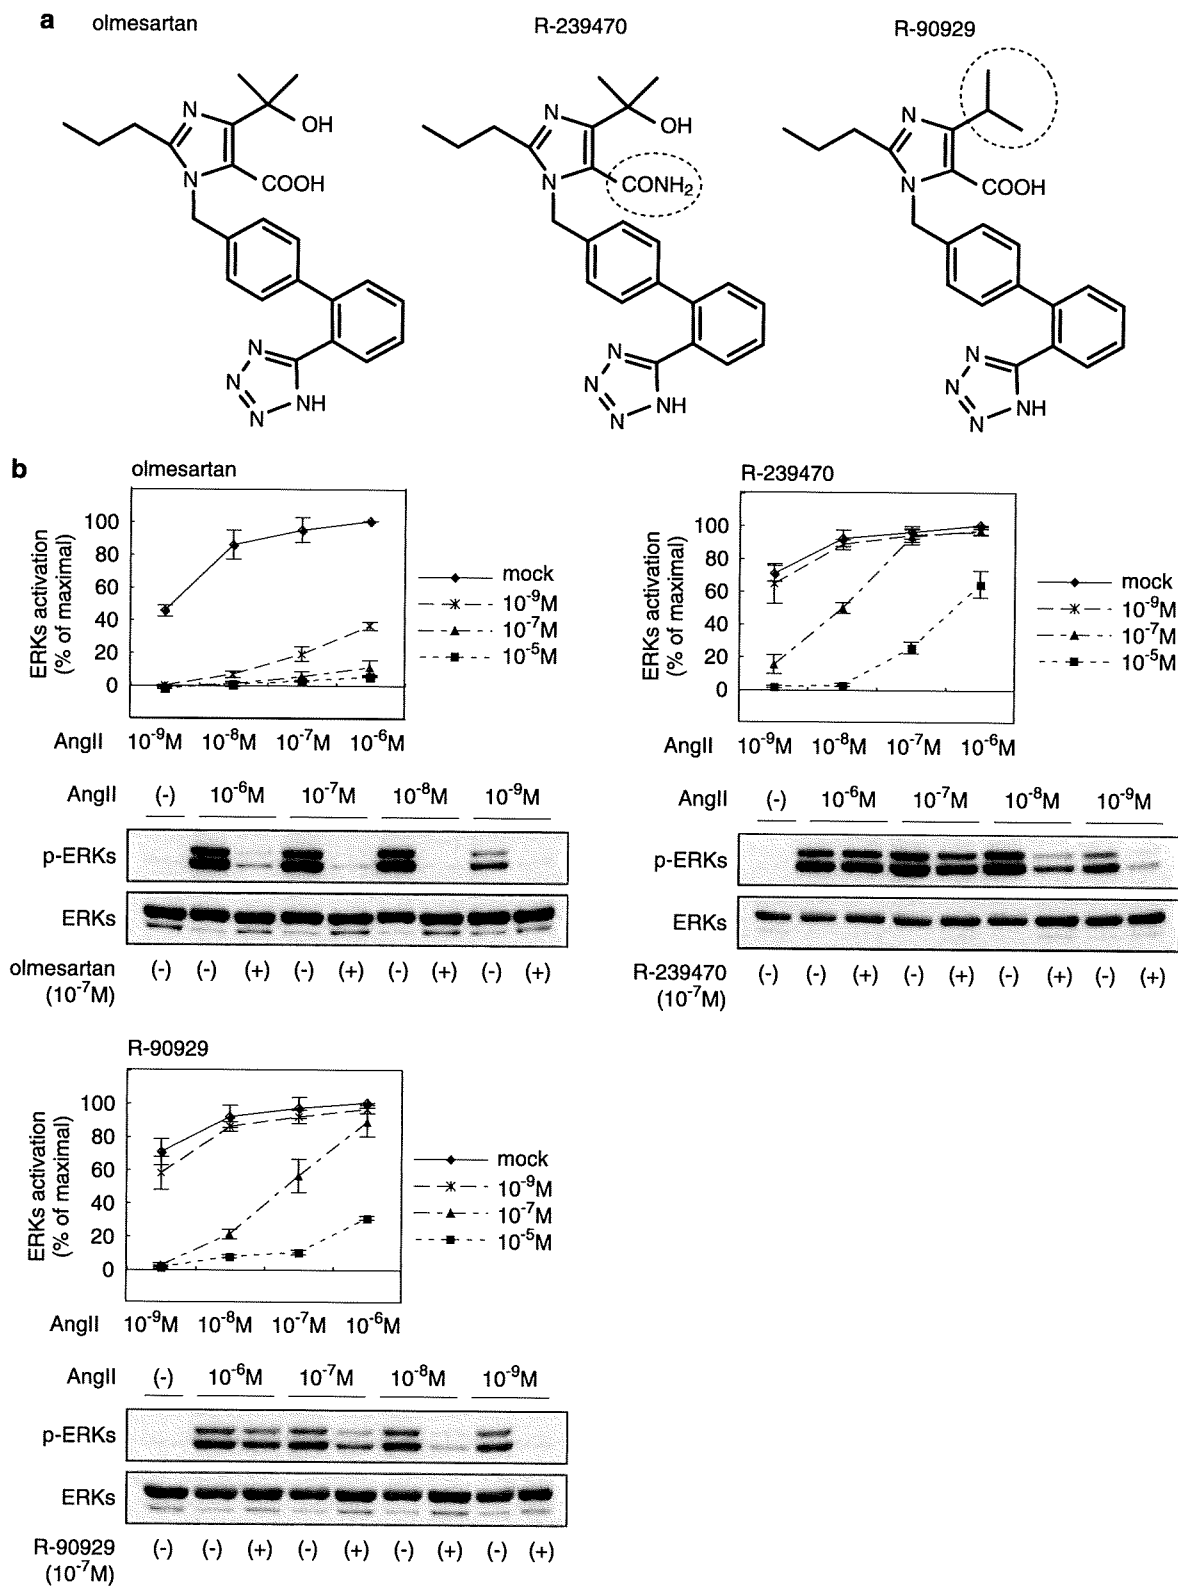 a
olmesartan
R-239470
R-90929
N
OH
N
COOH
N
N
N
NH
N
OH
N
CONH2
N
N
N
NH
N
N
COOH
N
N
N
NH
b
olmesartan
ERKs activation
(% of maximal)
100
80
60
40
20
0
mock
10-9M
10-7M
10-5M
AngII 10-9M 10-8M 10-7M 10-6M
AngII (-) 10-6M 10-7M 10-8M 10-9M
p-ERKs
ERKs
olmesartan (-) (-) (+) (-) (+) (-) (+) (-) (+)
(10-7M)
R-239470
ERKs activation
(% of maximal)
100
80
60
40
20
0
mock
10-9M
10-7M
10-5M
AngII 10-9M 10-8M 10-7M 10-6M
AngII (-) 10-6M 10-7M 10-8M 10-9M
p-ERKs
ERKs
R-239470 (-) (-) (+) (-) (+) (-) (+) (-) (+)
(10-7M)
R-90929
ERKs activation
(% of maximal)
100
80
60
40
20
0
mock
10-9M
10-7M
10-5M
AngII 10-9M 10-8M 10-7M 10-6M
AngII (-) 10-6M 10-7M 10-8M 10-9M
p-ERKs
ERKs
R-90929 (-) (-) (+) (-) (+) (-) (+) (-) (+)
(10-7M)